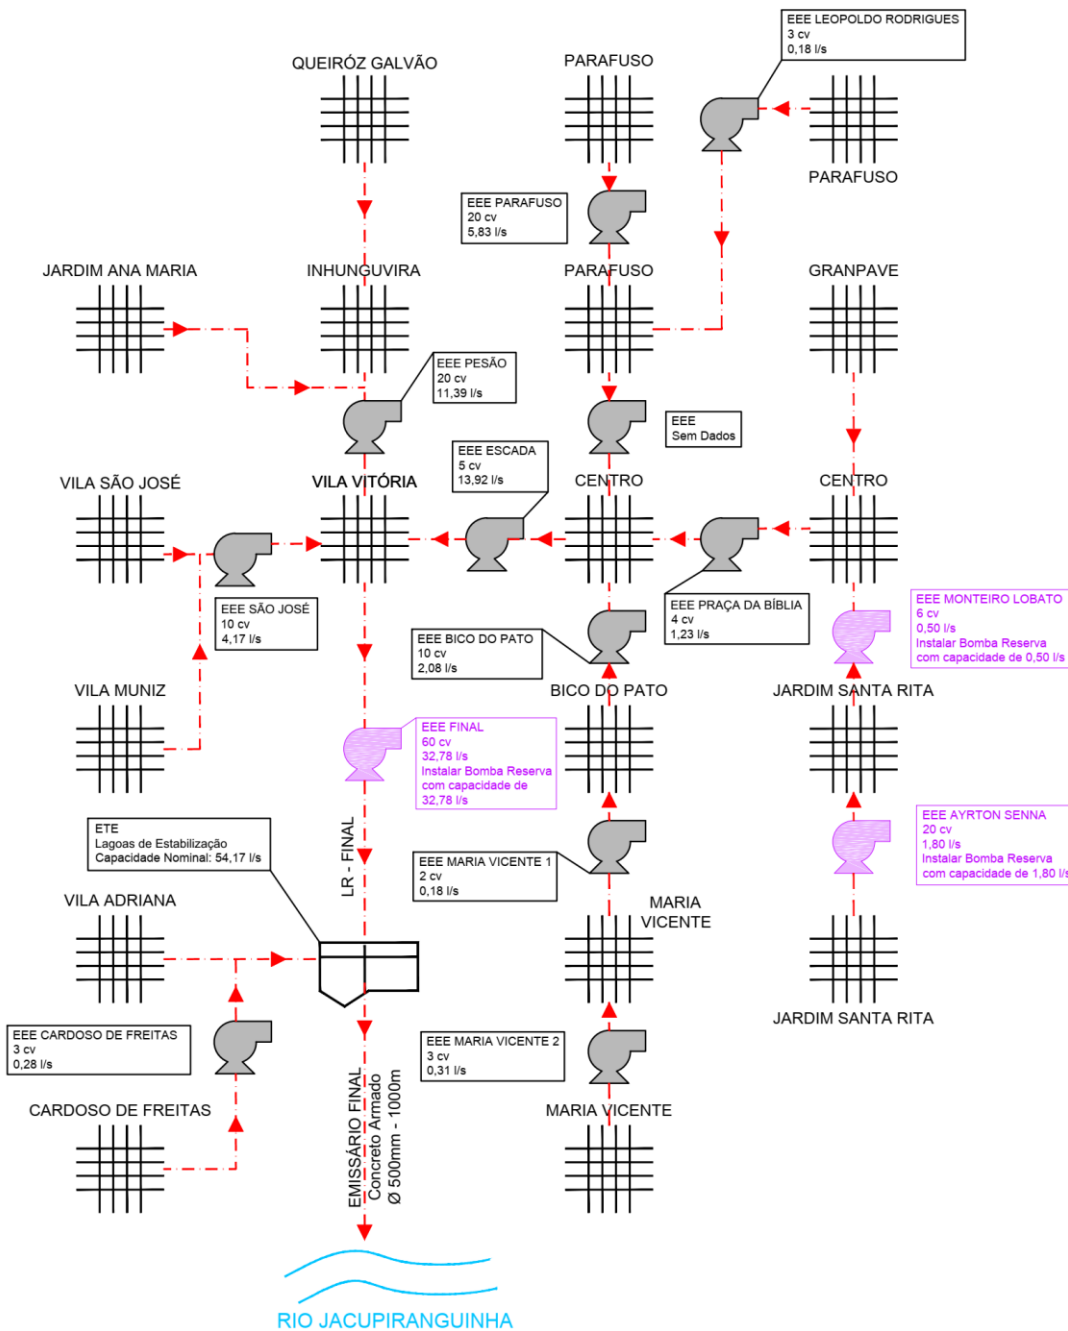 EEE LEOPOLDO RODRIGUES
3 cv
0,18 l/s
QUEIRÓZ GALVÃO
PARAFUSO
PARAFUSO
EEE PARAFUSO
20 cv
5,83 l/s
JARDIM ANA MARIA
INHUNGUVIRA
PARAFUSO
GRANPAVE
EEE PESÃO
20 cv
11,39 l/s
EEE
Sem Dados
EEE ESCADA
5 cv
13,92 l/s
VILA SÃO JOSÉ
VILA VITÓRIA
CENTRO
CENTRO
EEE SÃO JOSÉ
10 cv
4,17 l/s
EEE PRAÇA DA BÍBLIA
4 cv
1,23 l/s
EEE MONTEIRO LOBATO
6 cv
0,50 l/s
Instalar Bomba Reserva
com capacidade de 0,50 l/s
EEE BICO DO PATO
10 cv
2,08 l/s
VILA MUNIZ
BICO DO PATO
JARDIM SANTA RITA
EEE FINAL
60 cv
32,78 l/s
Instalar Bomba Reserva
com capacidade de
32,78 l/s
ETE
Lagoas de Estabilização
Capacidade Nominal: 54,17 l/s
LR - FINAL
EEE MARIA VICENTE 1
2 cv
0,18 l/s
EEE AYRTON SENNA
20 cv
1,80 l/s
Instalar Bomba Reserva
com capacidade de 1,80 l/s
VILA ADRIANA
MARIA
VICENTE
JARDIM SANTA RITA
EEE CARDOSO DE FREITAS
3 cv
0,28 l/s
EEE MARIA VICENTE 2
3 cv
0,31 l/s
CARDOSO DE FREITAS
MARIA VICENTE
EMISSÁRIO FINAL
Concreto Armado
Ø 500mm - 1000m
RIO JACUPIRANGUINHA